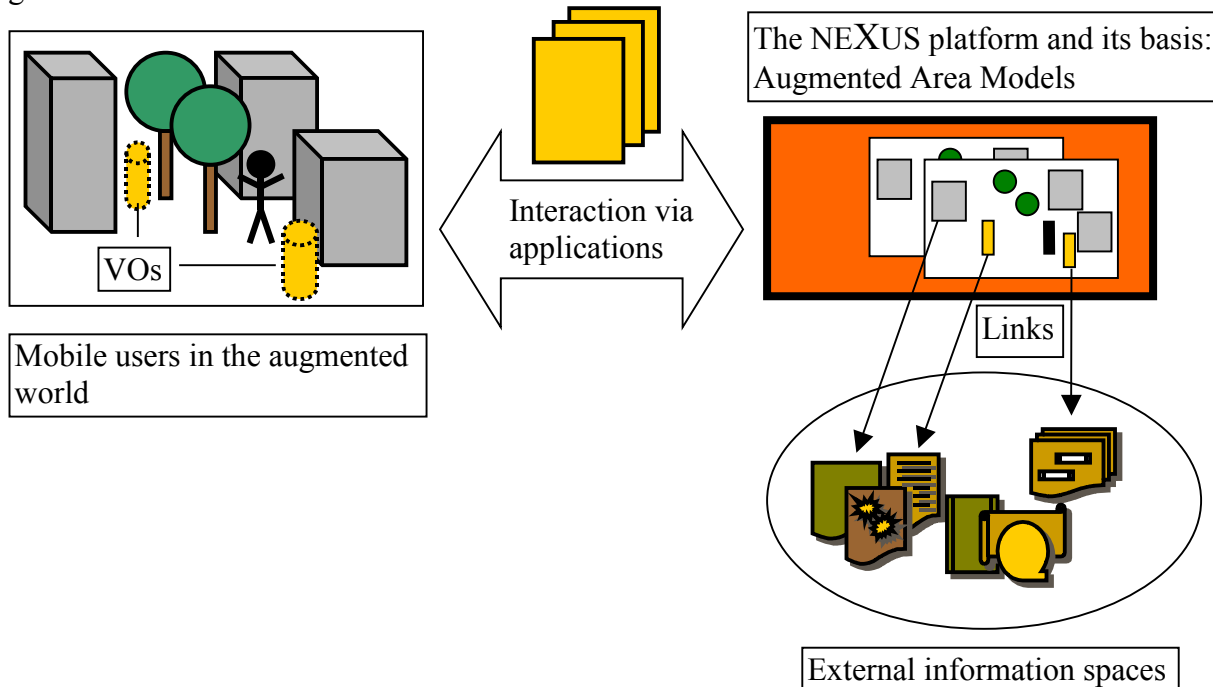 g
The NEXUS platform and its basis:
Augmented Area Models
Interaction via
applications
VOs
Links
Mobile users in the augmented
world
External information spaces